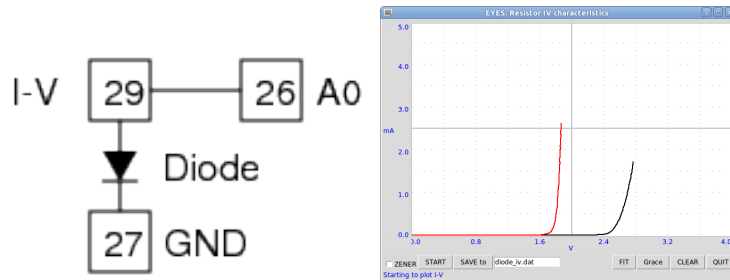 I-V 29 26 A0
Diode
27 GND
EYES: Resistor IV characteristics
5.0
4.0
3.0
mA
2.0
1.0
0.0
0.0 0.8 1.6 2.4 3.2 4.0
V
ZENER START SAVE to diode_iv.dat FIT Grace CLEAR QUIT
Starting to plot I-V